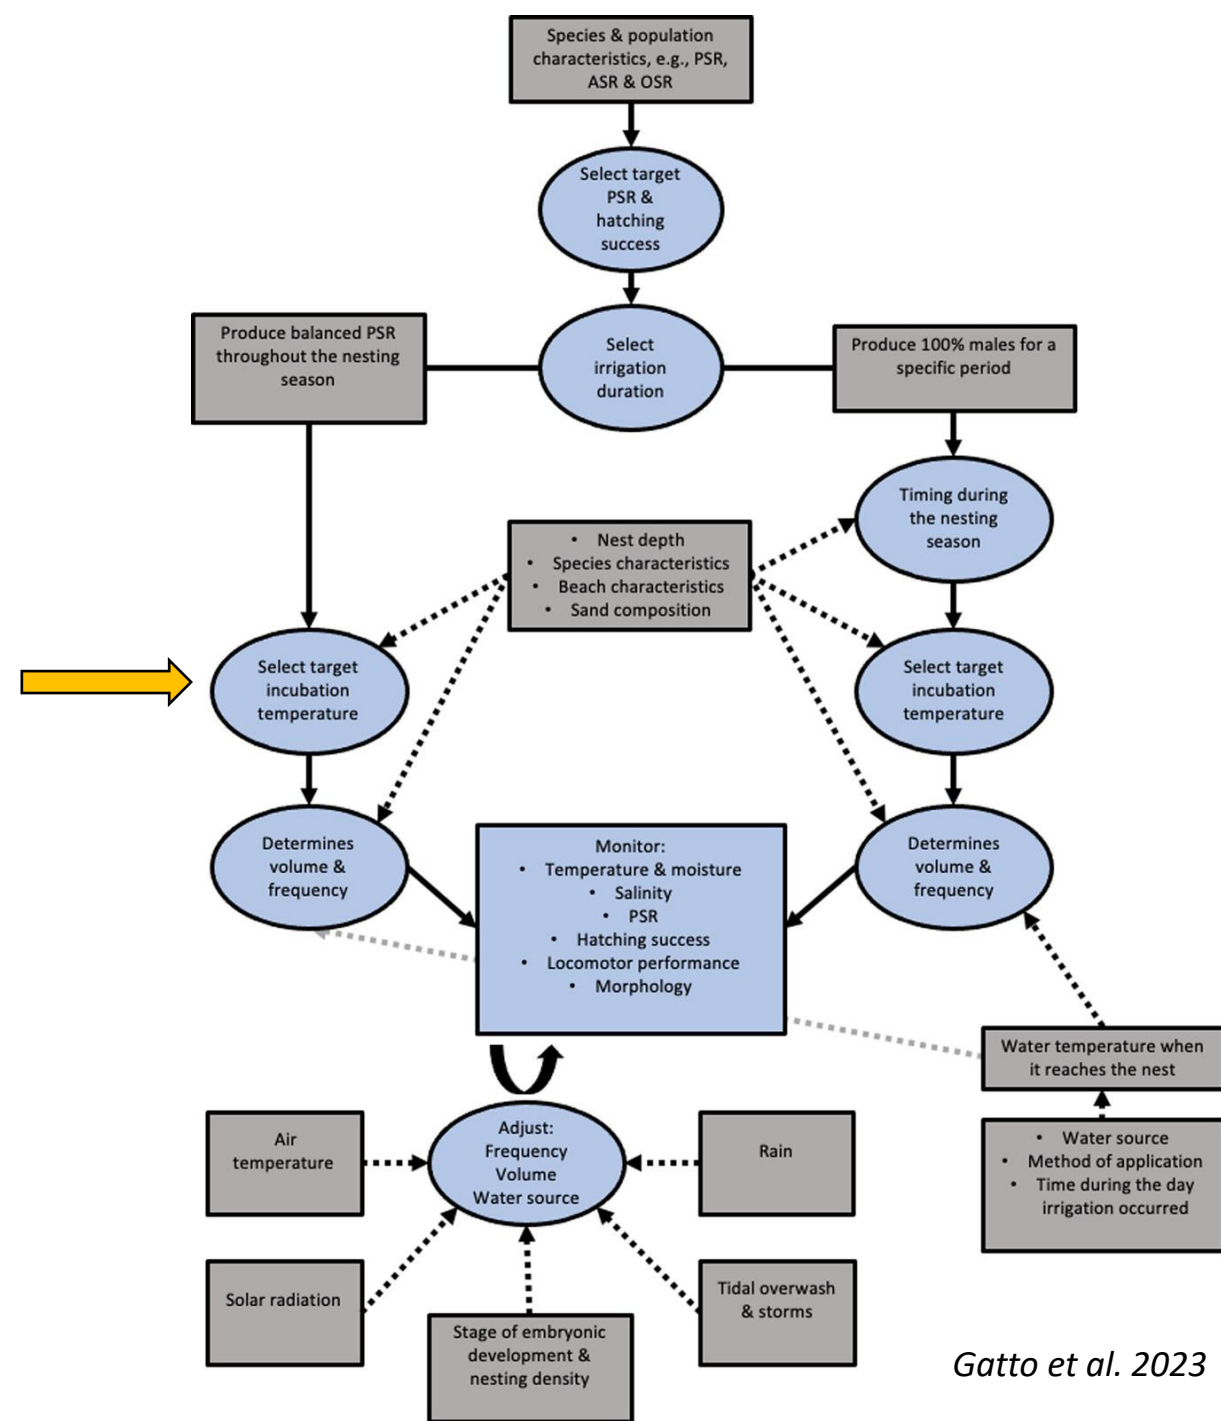 Species & population
characteristics, e.g., PSR,
ASR & OSR
Select target
PSR &
hatching
success
Produce balanced PSR
throughout the nesting
season
Select
irrigation
duration
Produce 100% males for a
specific period
Timing during
the nesting
season
• Nest depth
• Species characteristics
• Beach characteristics
• Sand composition
Select target
incubation
temperature
Select target
incubation
temperature
Determines
volume &
frequency
Monitor:
• Temperature & moisture
• Salinity
• PSR
• Hatching success
• Locomotor performance
• Morphology
Determines
volume &
frequency
Water temperature when
it reaches the nest
• Water source
• Method of application
• Time during the day
irrigation occurred
Air
temperature
Adjust:
Frequency
Volume
Water source
Rain
Solar radiation
Stage of embryonic
development &
nesting density
Tidal overwash
& storms
Gatto et al. 2023